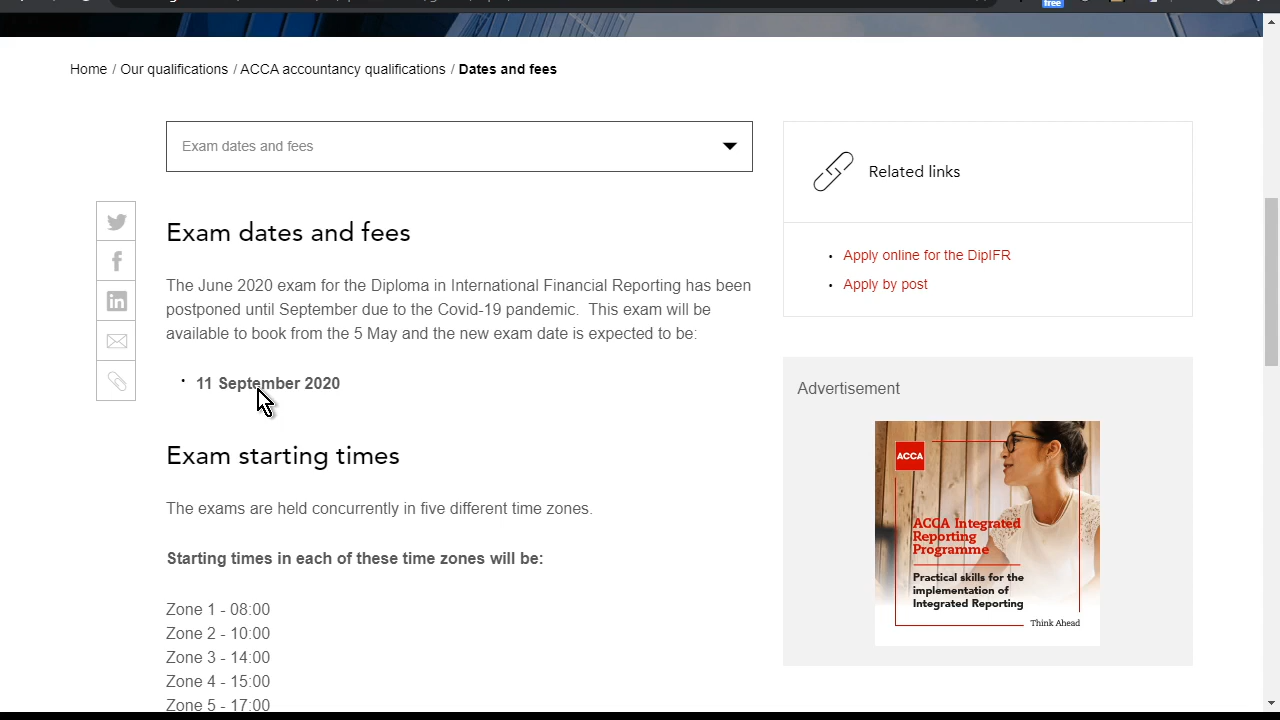 free
Home / Our qualifications / ACCA accountancy qualifications / Dates and fees
Exam dates and fees
Related links
Exam dates and fees
• Apply online for the DipIFR
• Apply by post
The June 2020 exam for the Diploma in International Financial Reporting has been
postponed until September due to the Covid-19 pandemic. This exam will be
available to book from the 5 May and the new exam date is expected to be:
• 11 September 2020
Advertisement
ACCA
ACCA Integrated
Reporting
Programme
Practical skills for the
implementation of
Integrated Reporting
Think Ahead
Exam starting times
The exams are held concurrently in five different time zones.
Starting times in each of these time zones will be:
Zone 1 - 08:00
Zone 2 - 10:00
Zone 3 - 14:00
Zone 4 - 15:00
Zone 5 - 17:00